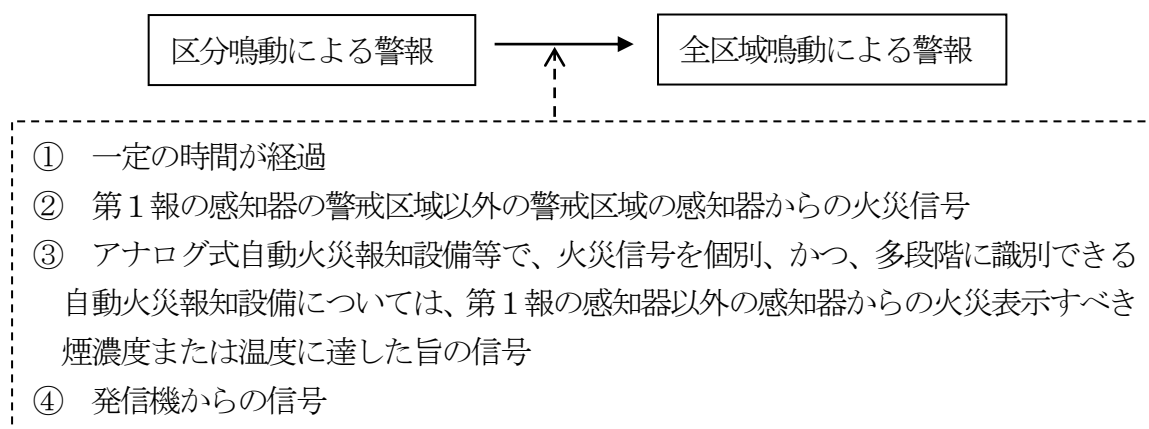 区分鳴動による警報
全区域鳴動による警報
① 一定の時間が経過
② 第1報の感知器の警戒区域以外の警戒区域の感知器からの火災信号
③ アナログ式自動火災報知設備等で、火災信号を個別、かつ、多段階に識別できる
自動火災報知設備については、第1報の感知器以外の感知器からの火災表示すべき
煙濃度または温度に達した旨の信号
④ 発信機からの信号